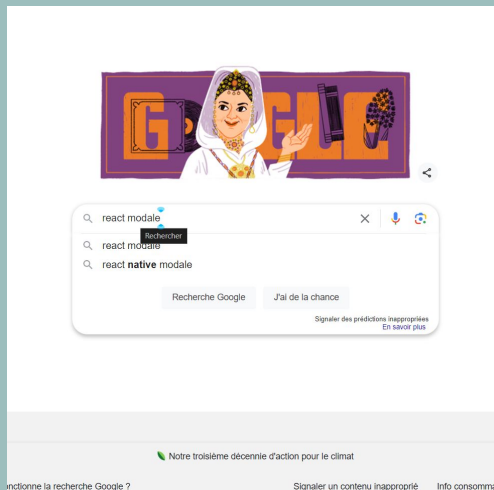 GOOGLE
react modale
Rechercher
react modale
react native modale
Recherche Google
J'ai de la chance
Signaler des prédictions inappropriées
En savoir plus
Notre troisième décennie d'action pour le climat
onctionne la recherche Google ?
Signaler un contenu inapproprié
Info consomma